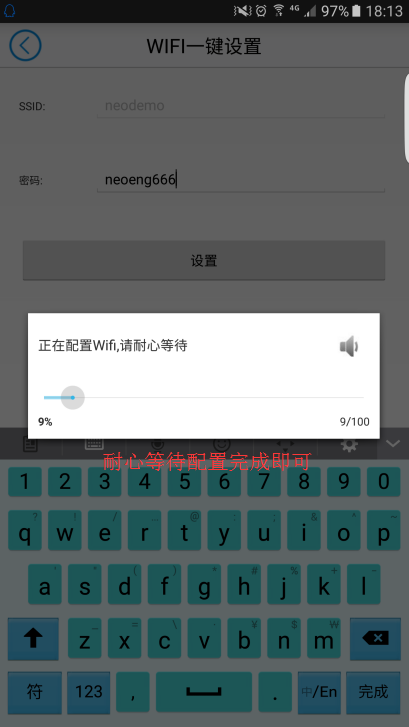 4G 97% 18:13
WIFI一键设置
SSID: neodemo
密码: neoeng666
设置
正在配置Wifi,请耐心等待
9% 9/100
耐心等待配置完成即可
1 2 3 4 5 6 7 8 9 0
q w e r t y u i o p
a s d f g h j k l
z x c v b n m
符 123 , . 中/En 完成